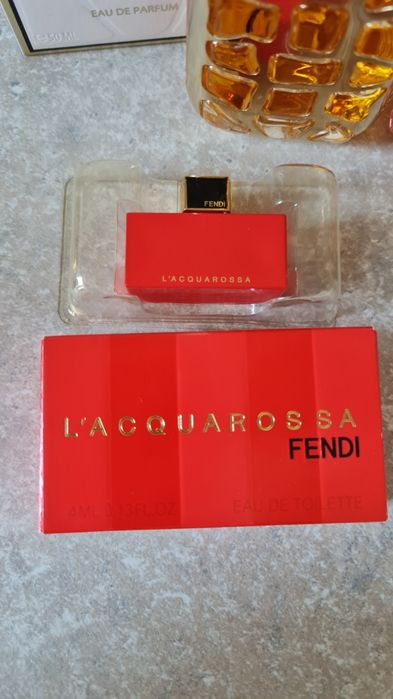 EAU DE PARFUM
50 ML
FENDI
L'ACQUAROSSA
L'ACQUAROSSA
FENDI
4ML 0.13FL.OZ
EAU DE TOILETTE